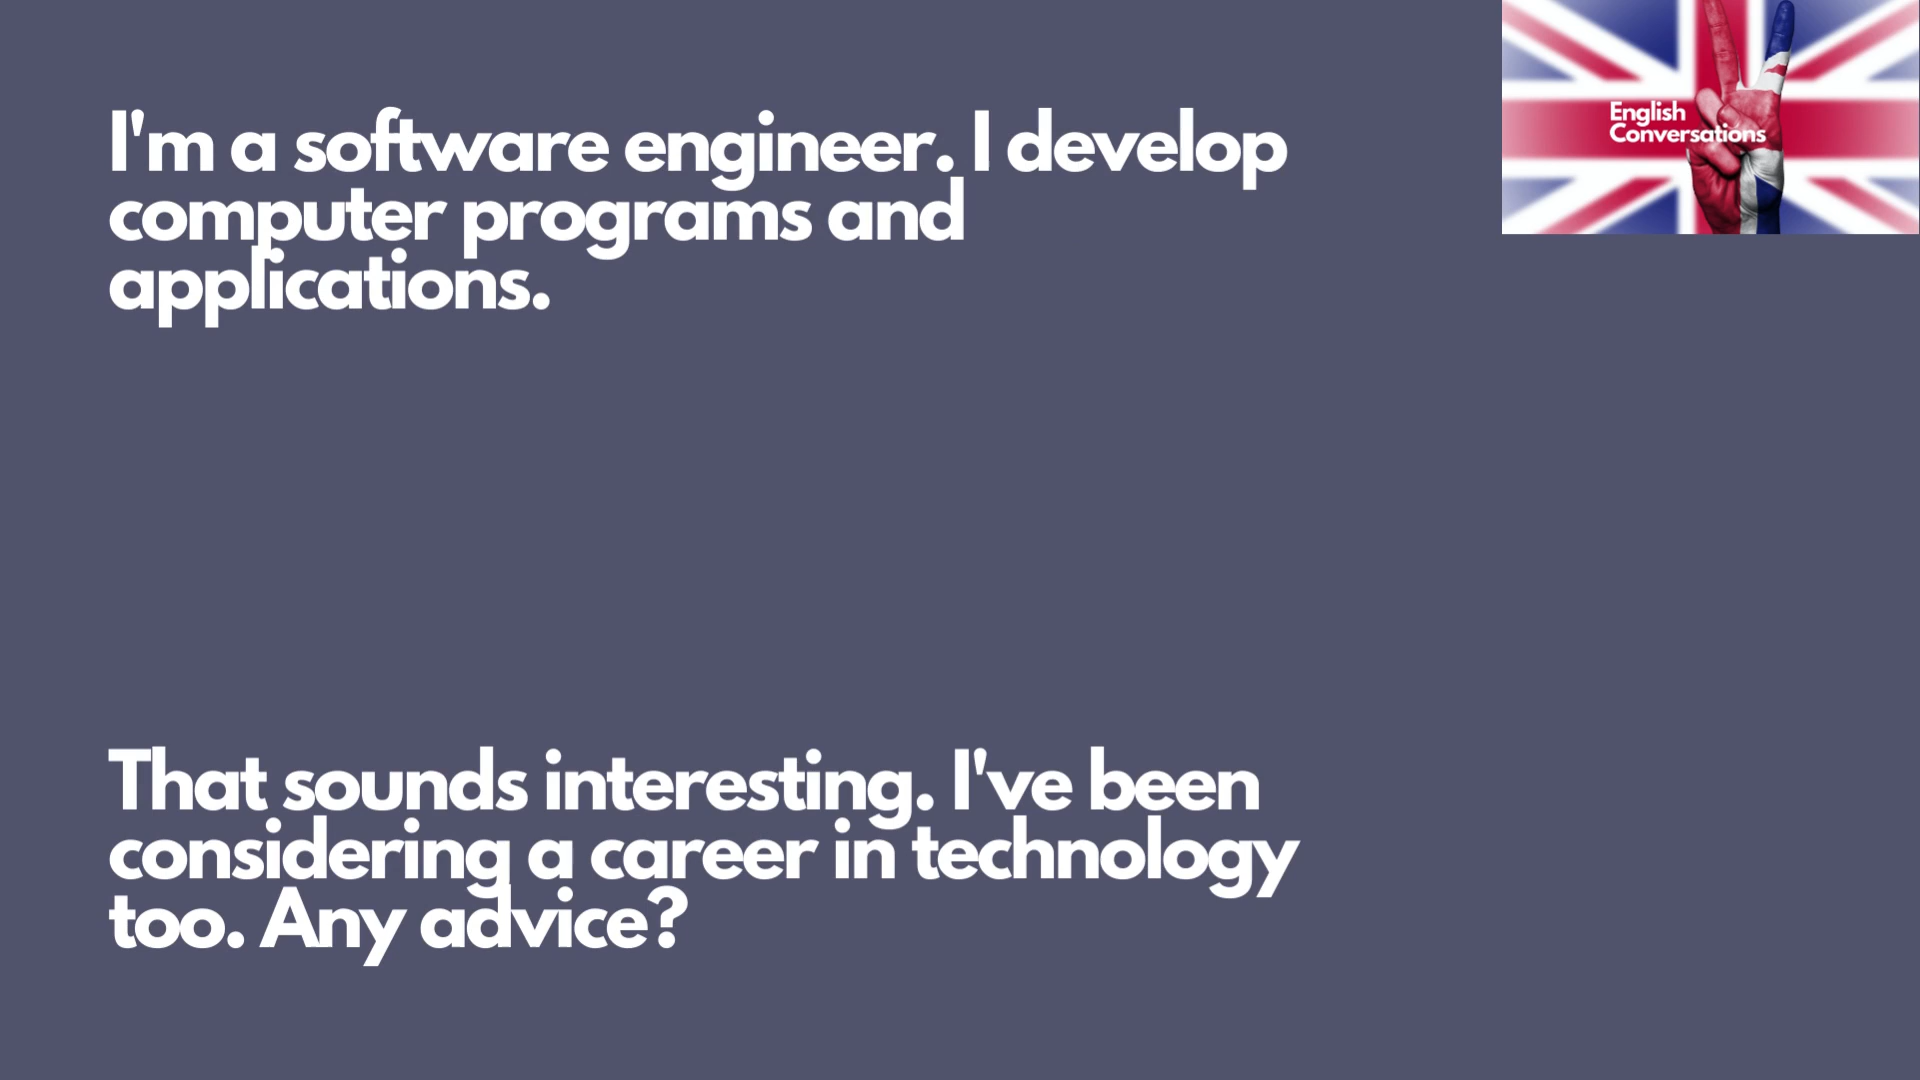 English
Conversations
I'm a software engineer. I develop
computer programs and
applications.
That sounds interesting. I've been
considering a career in technology
too. Any advice?